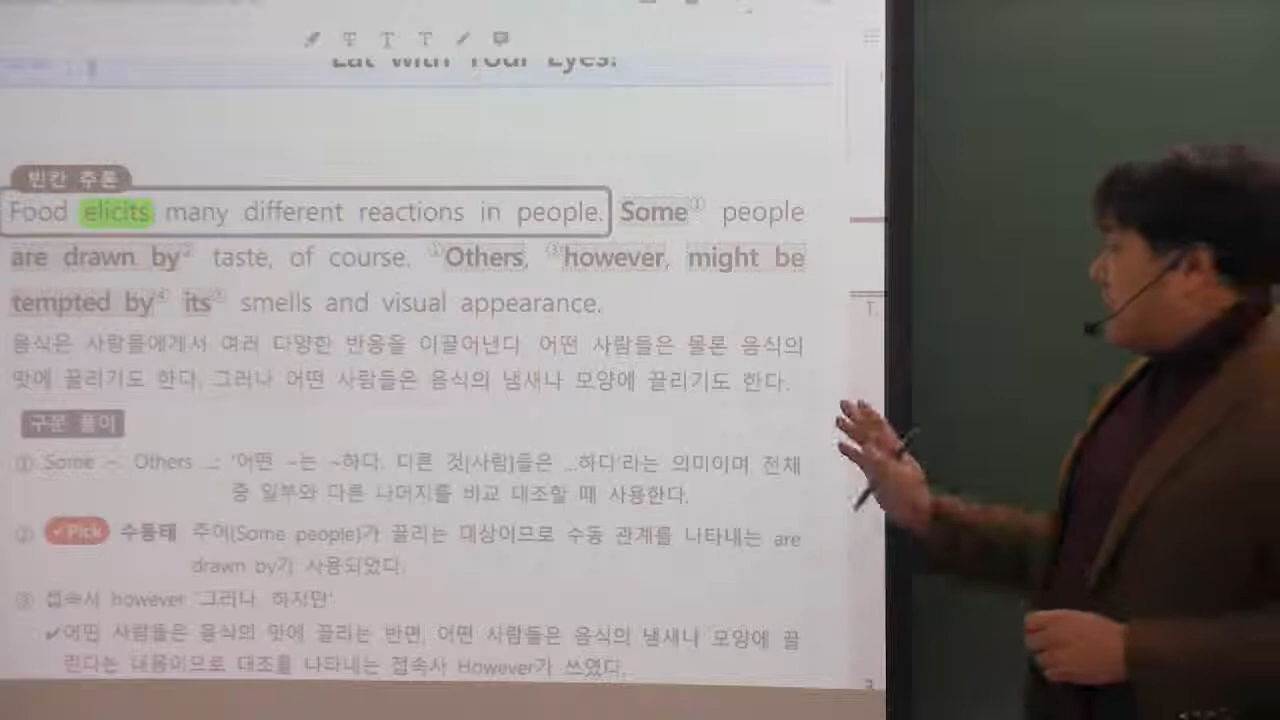 Eat with Your Eyes!
빈칸 추론
Food elicits many different reactions in people. Some① people
are drawn by② taste, of course. ①Others, ③however, might be
tempted by④ its⑤ smells and visual appearance.
음식은 사람들에게서 여러 다양한 반응을 이끌어낸다. 어떤 사람들은 물론 음식의
맛에 끌리기도 한다. 그러나 어떤 사람들은 음식의 냄새나 모양에 끌리기도 한다.
구문 풀이
① Some ~ Others … : '어떤 ~는 ~하다. 다른 것[사람]들은 …하다'라는 의미이며 전체
중 일부와 다른 나머지를 비교 대조할 때 사용한다.
② ✔Pick 수동태 주어(Some people)가 끌리는 대상이므로 수동 관계를 나타내는 are
drawn by가 사용되었다.
③ 접속사 however '그러나, 하지만'
✔어떤 사람들은 음식의 맛에 끌리는 반면, 어떤 사람들은 음식의 냄새나 모양에 끌
린다는 내용이므로 대조를 나타내는 접속사 However가 쓰였다.